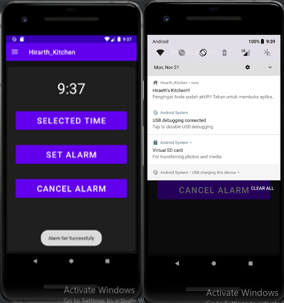 9:37
Hirarth_Kitchen
9:37
SELECTED TIME
SET ALARM
CANCEL ALARM
Alarm Set Successfully
Android 100% 9:39
Mon, Nov 21
Hirarth_Kitchen • now
Hirarth's Kitchen!!!
Pengingat Anda sudah aktif!!! Tekan untuk membuka aplika..
Android System
USB debugging connected
Tap to disable USB debugging
Android System
Virtual SD card
For transferring photos and media
Android System • USB charging this device
CANCEL ALARM
CLEAR ALL
Activate Windows
Go to Settings to activate W
Activate Windows
Go to Settings to activate Win